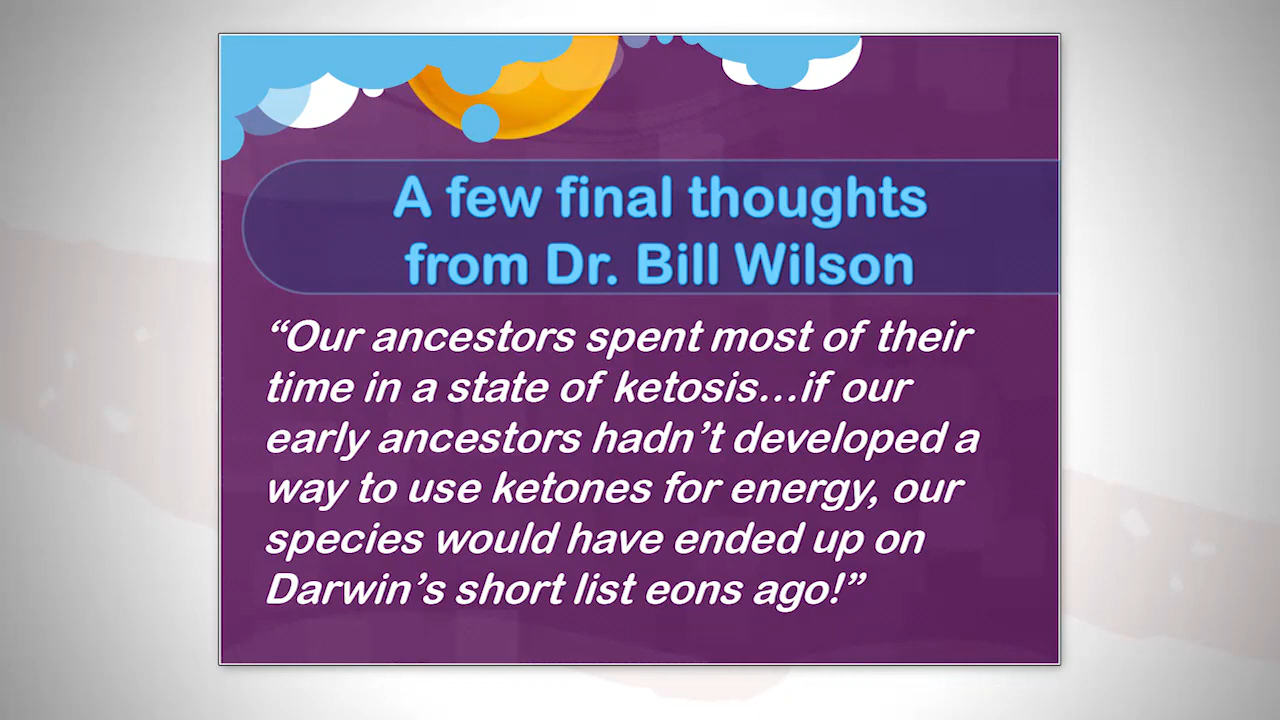 A few final thoughts
from Dr. Bill Wilson
“Our ancestors spent most of their
time in a state of ketosis...if our
early ancestors hadn’t developed a
way to use ketones for energy, our
species would have ended up on
Darwin’s short list eons ago!”